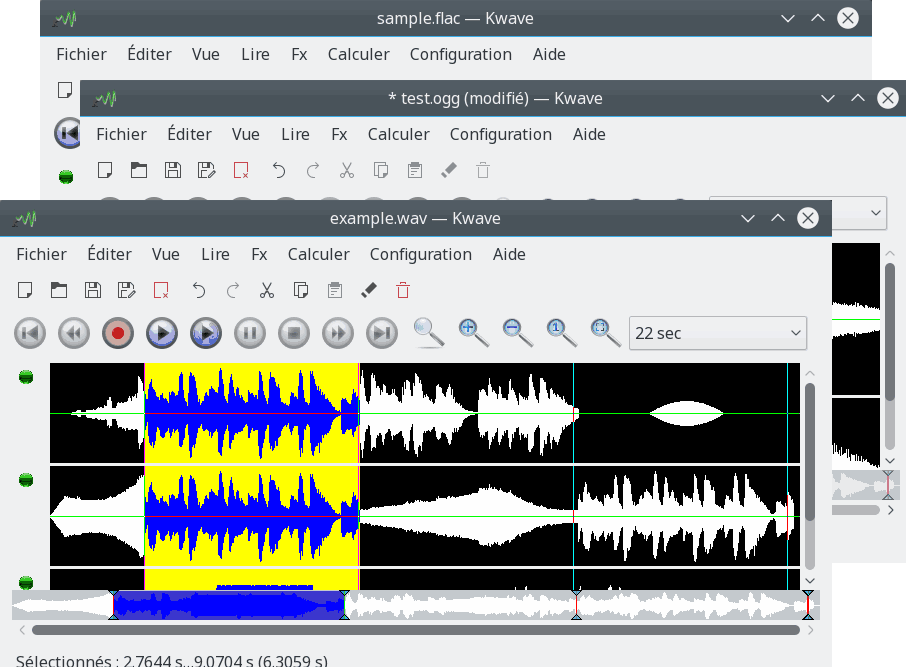 sample.flac — Kwave
Fichier Éditer Vue Lire Fx Calculer Configuration Aide
* test.ogg (modifié) — Kwave
Fichier Éditer Vue Lire Fx Calculer Configuration Aide
example.wav — Kwave
Fichier Éditer Vue Lire Fx Calculer Configuration Aide
1
22 sec
Sélectionnés : 2,7644 s...9,0704 s (6,3059 s)